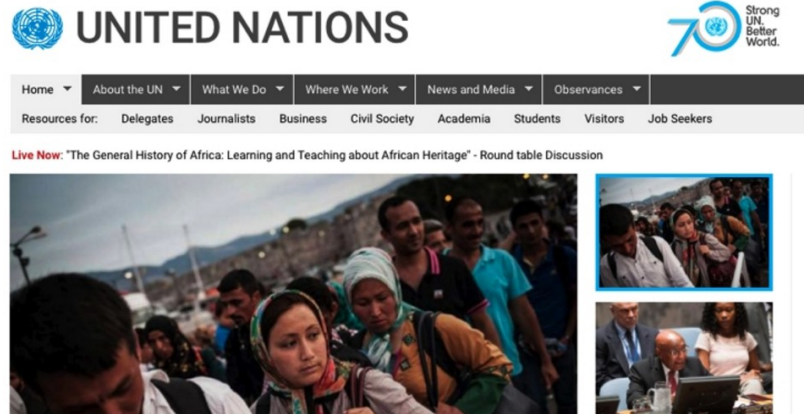 UNITED NATIONS
70
Strong
UN.
Better
World.
Home About the UN What We Do Where We Work News and Media Observances
Resources for: Delegates Journalists Business Civil Society Academia Students Visitors Job Seekers
Live Now: "The General History of Africa: Learning and Teaching about African Heritage" - Round table Discussion